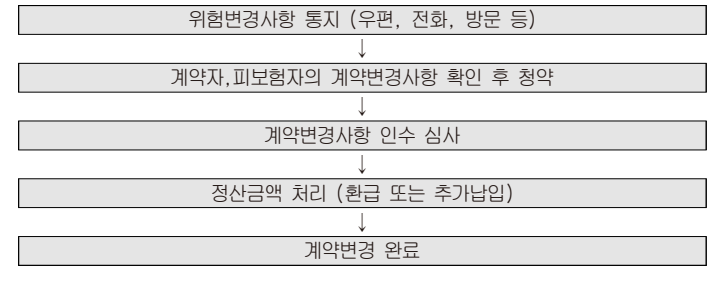 위험변경사항 통지 (우편, 전화, 방문 등)
↓
계약자,피보험자의 계약변경사항 확인 후 청약
↓
계약변경사항 인수 심사
↓
정산금액 처리 (환급 또는 추가납입)
↓
계약변경 완료